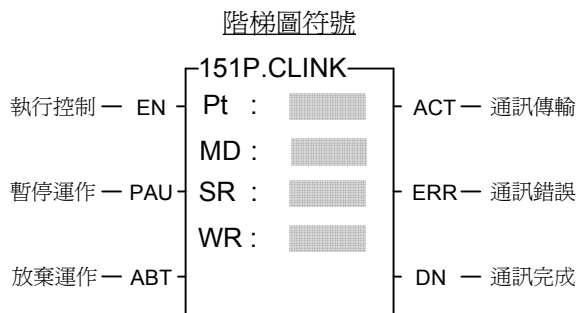 階梯圖符號
151P.CLINK
執行控制 EN Pt : ACT 通訊傳輸
MD :
暫停運作 PAU SR : ERR 通訊錯誤
WR :
放棄運作 ABT DN 通訊完成